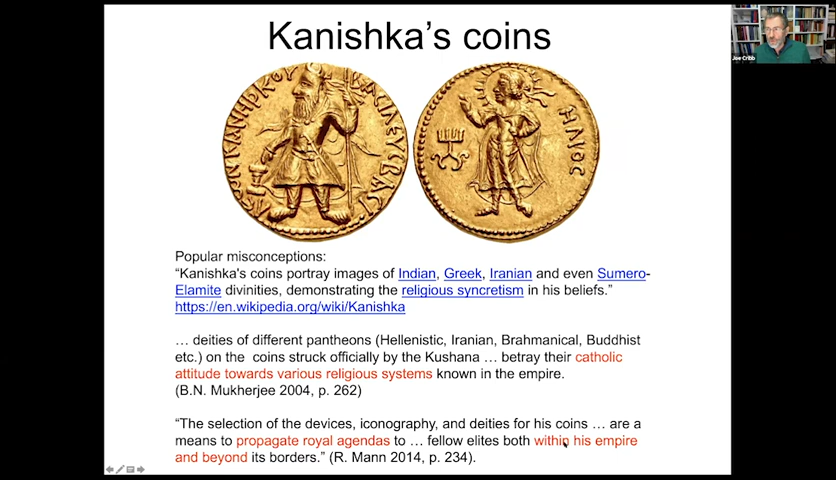 Kanishka's coins
ΒΑCΙΛΕΥC ΒΑCΙ
ΛΕωΝ ΚΑΝΗΡΚΟΥ
ΗΛΙΟC
Joe Cribb
Popular misconceptions:
“Kanishka's coins portray images of Indian, Greek, Iranian and even Sumero-
Elamite divinities, demonstrating the religious syncretism in his beliefs.”
https://en.wikipedia.org/wiki/Kanishka
… deities of different pantheons (Hellenistic, Iranian, Brahmanical, Buddhist
etc.) on the coins struck officially by the Kushana … betray their catholic
attitude towards various religious systems known in the empire.
(B.N. Mukherjee 2004, p. 262)
“The selection of the devices, iconography, and deities for his coins … are a
means to propagate royal agendas to … fellow elites both within his empire
and beyond its borders.” (R. Mann 2014, p. 234).